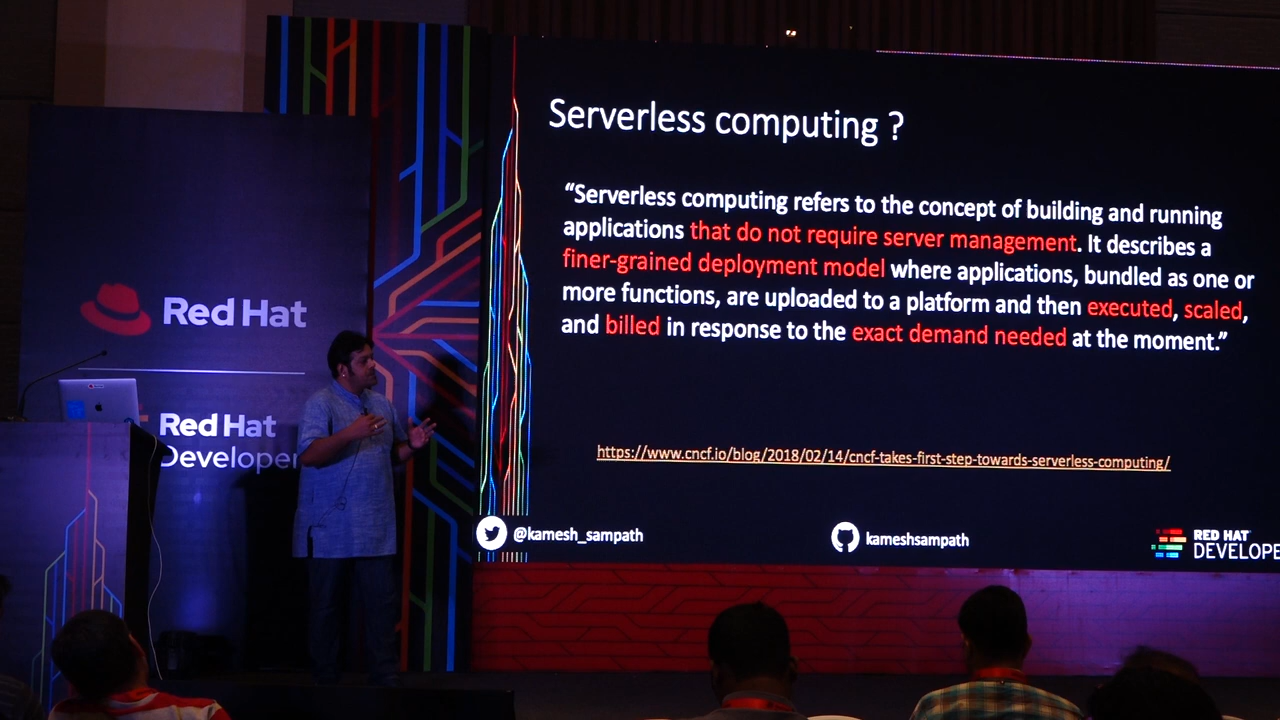 Serverless computing ?
“Serverless computing refers to the concept of building and running
applications that do not require server management. It describes a
finer-grained deployment model where applications, bundled as one or
more functions, are uploaded to a platform and then executed, scaled,
and billed in response to the exact demand needed at the moment.”
https://www.cncf.io/blog/2018/02/14/cncf-takes-first-step-towards-serverless-computing/
@kamesh_sampath
kameshsampath
RED HAT
DEVELOPE
Red Hat
Red Hat
Developer